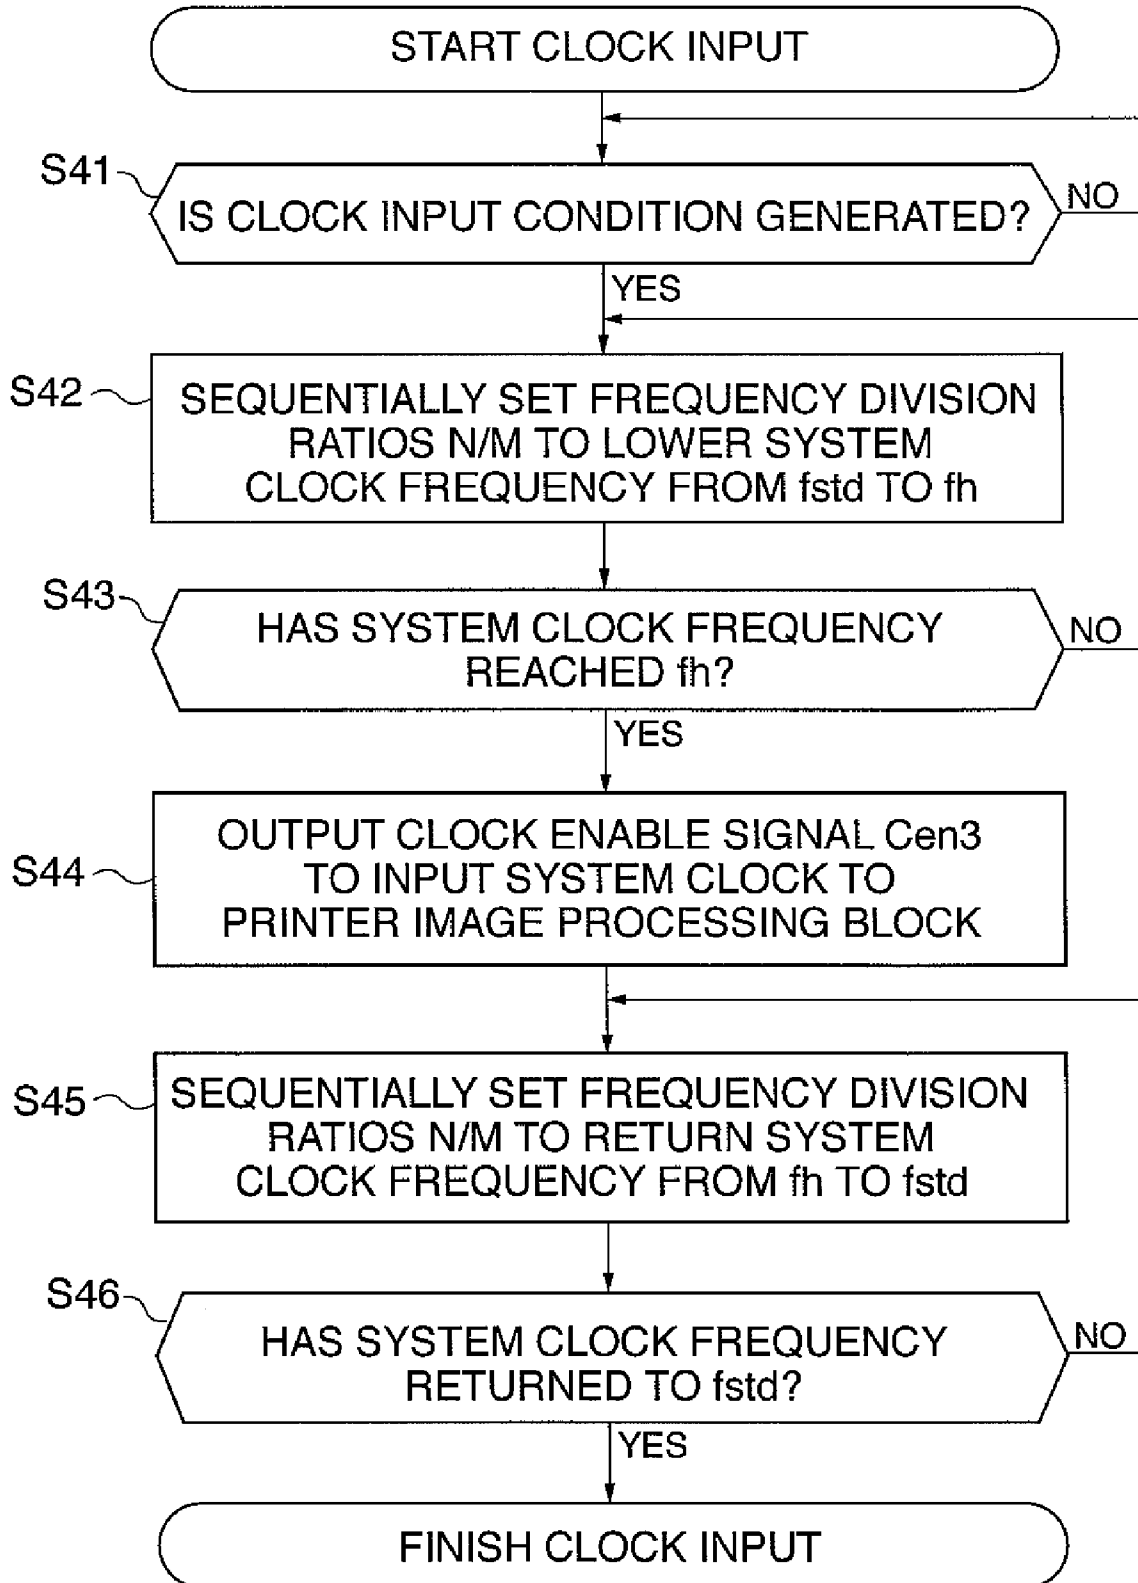 START CLOCK INPUT
S41
IS CLOCK INPUT CONDITION GENERATED?
NO
YES
S42
SEQUENTIALLY SET FREQUENCY DIVISION
RATIOS N/M TO LOWER SYSTEM
CLOCK FREQUENCY FROM fstd TO fh
S43
HAS SYSTEM CLOCK FREQUENCY
REACHED fh?
NO
YES
S44
OUTPUT CLOCK ENABLE SIGNAL Cen3
TO INPUT SYSTEM CLOCK TO
PRINTER IMAGE PROCESSING BLOCK
S45
SEQUENTIALLY SET FREQUENCY DIVISION
RATIOS N/M TO RETURN SYSTEM
CLOCK FREQUENCY FROM fh TO fstd
S46
HAS SYSTEM CLOCK FREQUENCY
RETURNED TO fstd?
NO
YES
FINISH CLOCK INPUT